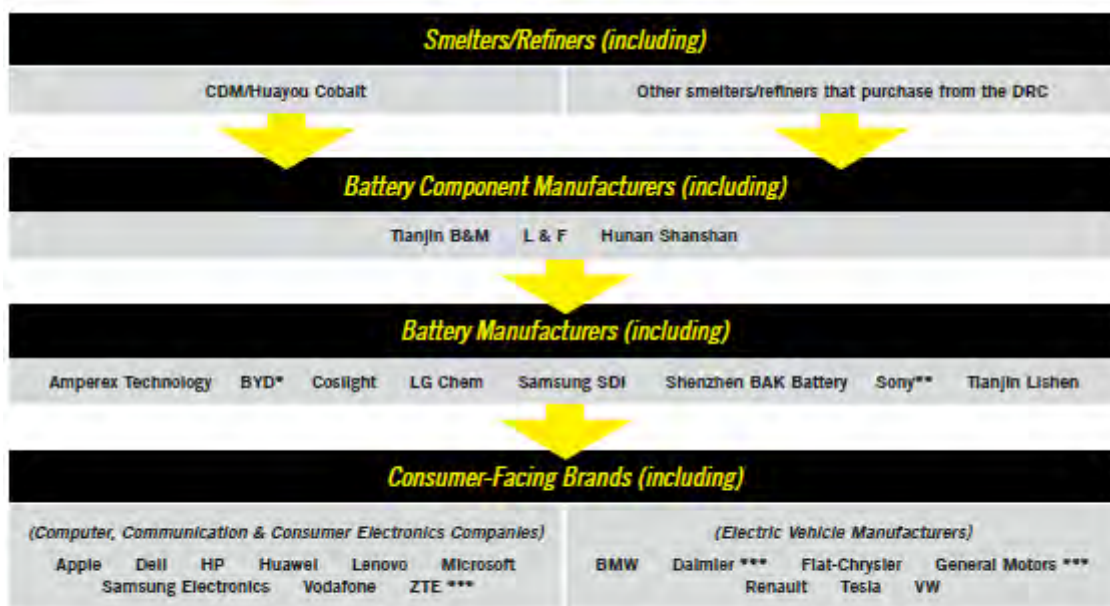 Smelters/Refiners (including)
CDM/Huayou Cobalt
Other smelters/refiners that purchase from the DRC
Battery Component Manufacturers (including)
Tianjin B&M L & F Hunan Shanshan
Battery Manufacturers (including)
Amperex Technology BYD* Coslight LG Chem Samsung SDI Shenzhen BAK Battery Sony** Tianjin Lishen
Consumer-Facing Brands (including)
(Computer, Communication & Consumer Electronics Companies)
Apple Dell HP Huawei Lenovo Microsoft
Samsung Electronics Vodafone ZTE ***
(Electric Vehicle Manufacturers)
BMW Daimler *** Fiat-Chrysler General Motors ***
Renault Tesla VW